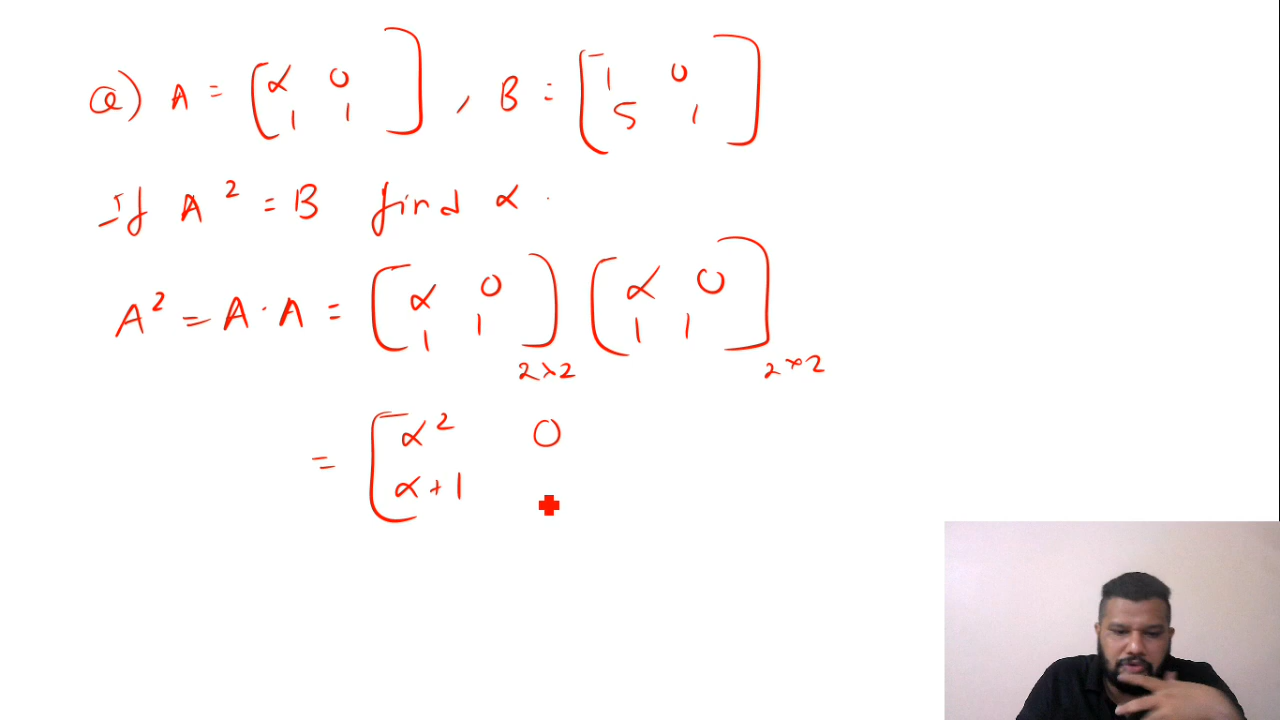 Q) A = [α 0 , B = [1 0
1 1] 5 1]
If A² = B find α.
A² = A · A = [α 0 [α 0
1 1] 2×2 1 1] 2×2
= [α² 0
α+1